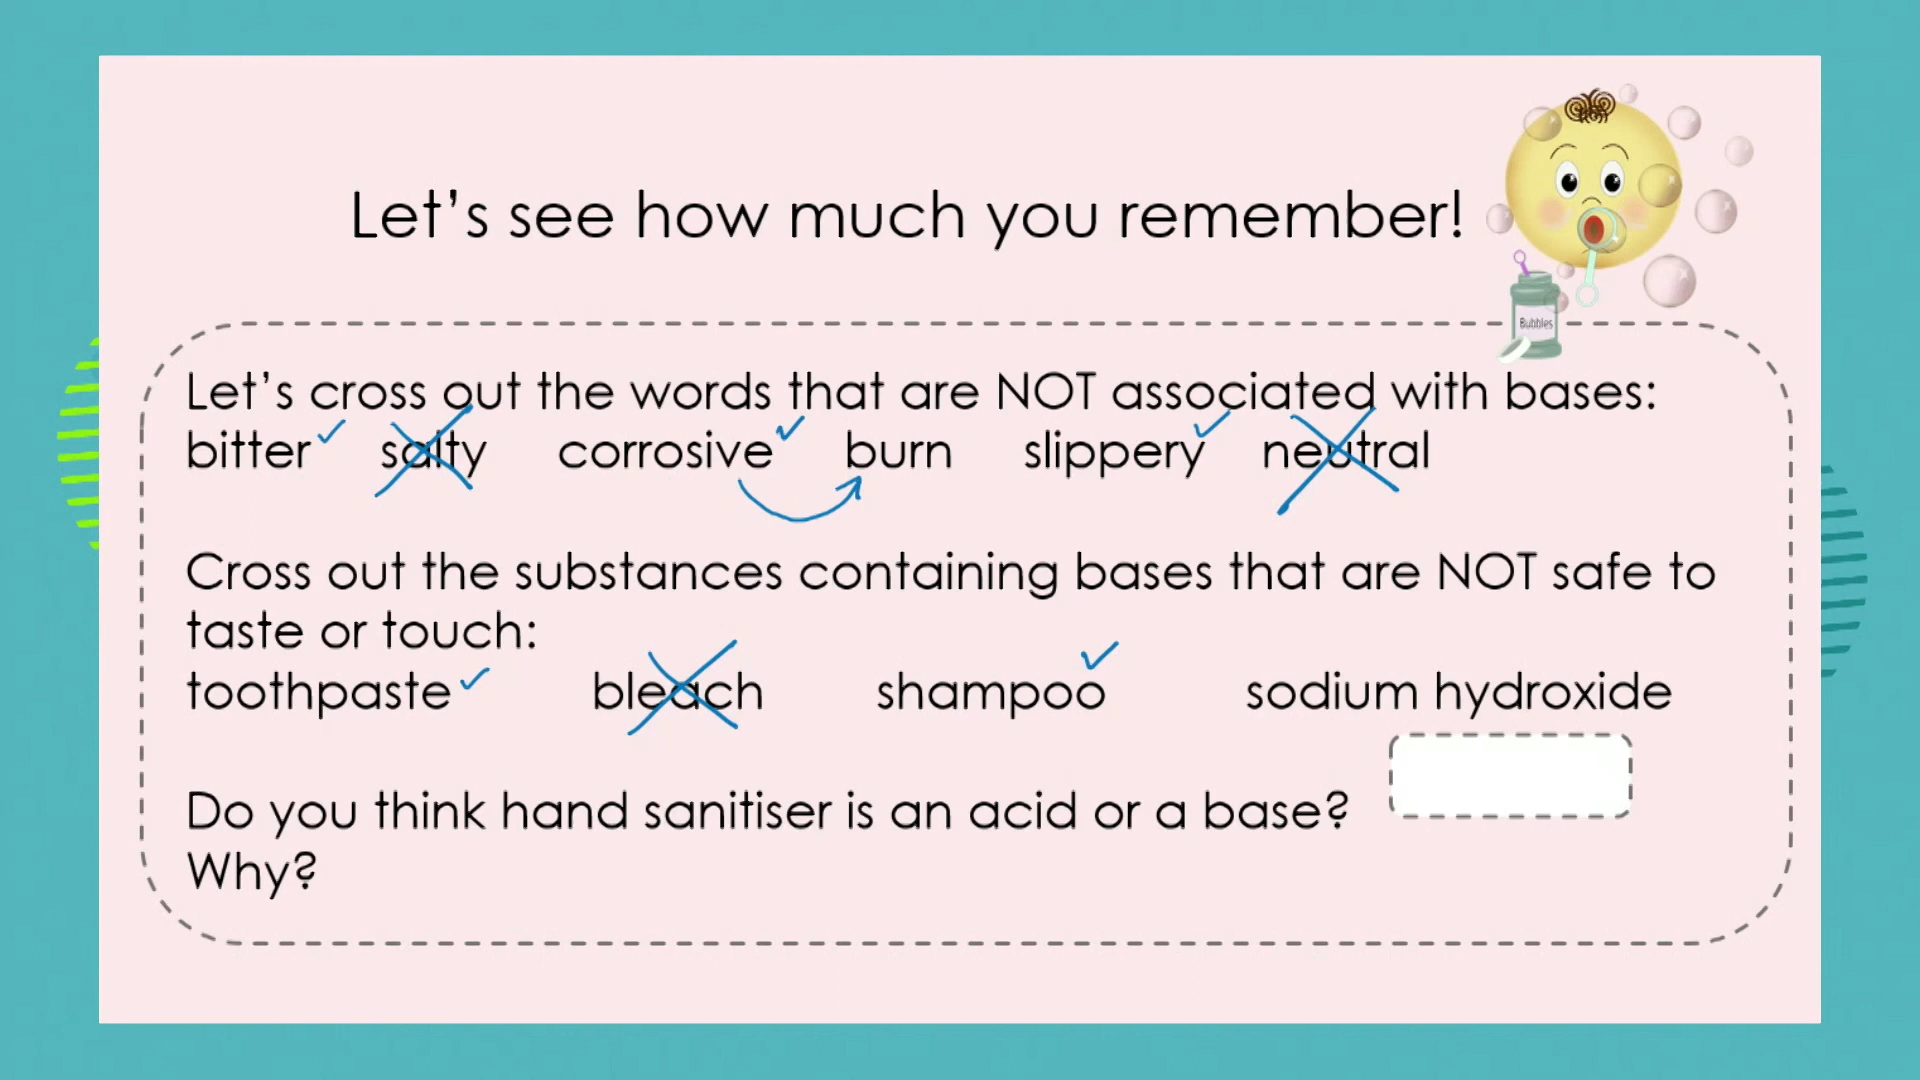 Let's see how much you remember!
Bubbles
Let's cross out the words that are NOT associated with bases:
bitter salty corrosive burn slippery neutral
Cross out the substances containing bases that are NOT safe to
taste or touch:
toothpaste bleach shampoo sodium hydroxide
Do you think hand sanitiser is an acid or a base?
Why?